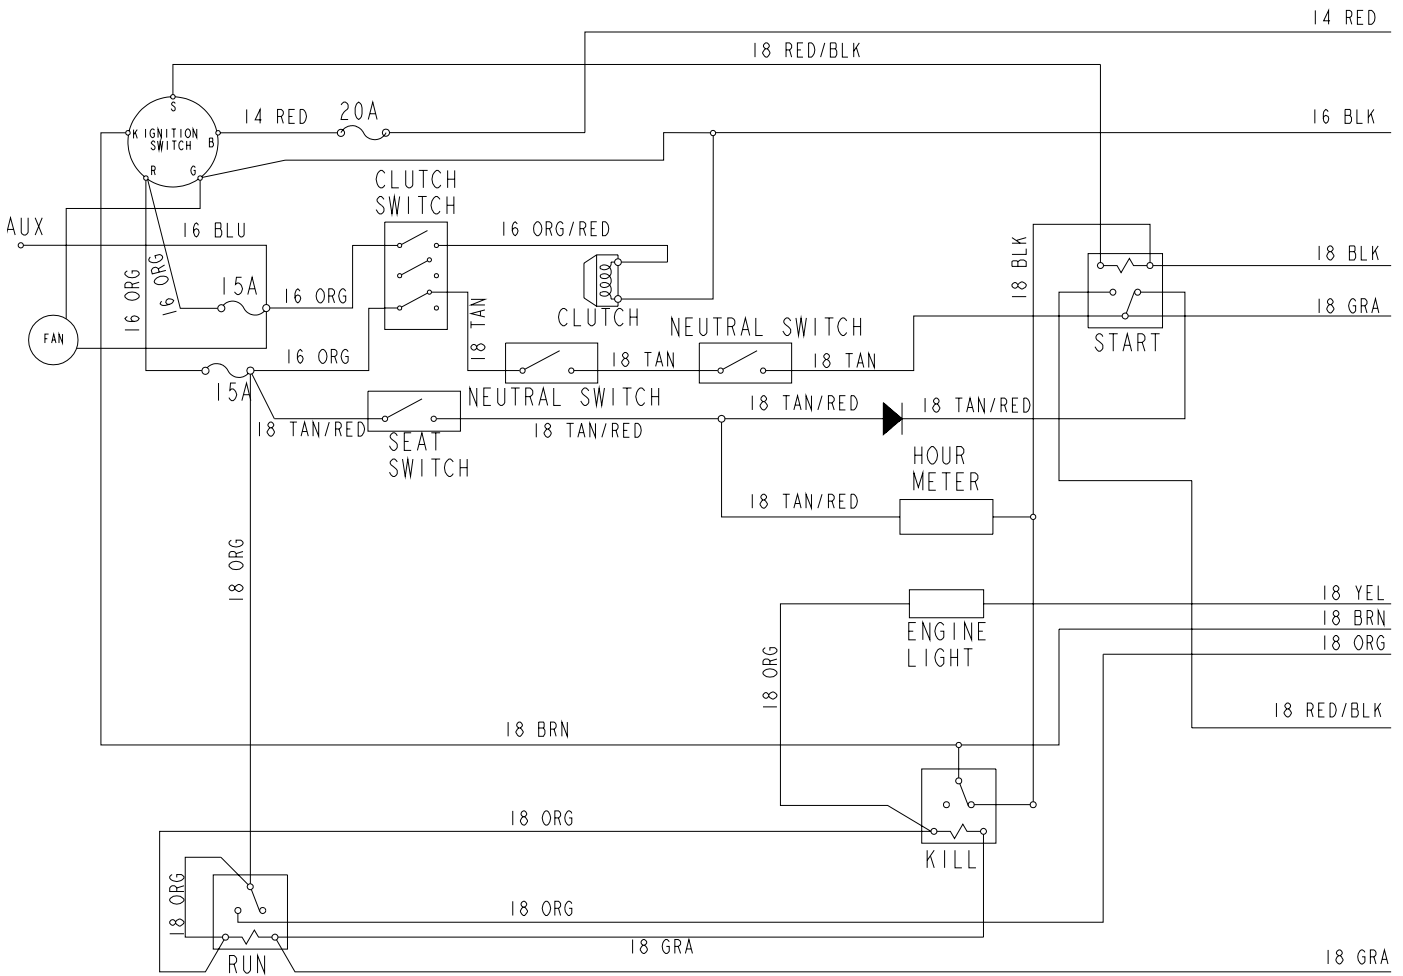 14 RED
18 RED/BLK
S
14 RED
20A
16 BLK
K IGNITION
SWITCH
B
R
G
CLUTCH
SWITCH
AUX
16 BLU
16 ORG/RED
18 BLK
18 BLK
16 ORG
16 ORG
15A
16 ORG
18 TAN
CLUTCH
NEUTRAL SWITCH
18 GRA
START
FAN
16 ORG
18 TAN
18 TAN
15A
NEUTRAL SWITCH
18 TAN/RED
18 TAN/RED
18 TAN/RED
18 TAN/RED
SEAT
SWITCH
HOUR
METER
18 TAN/RED
18 ORG
18 YEL
18 BRN
18 ORG
ENGINE
LIGHT
18 ORG
18 RED/BLK
18 BRN
18 ORG
KILL
18 ORG
18 ORG
18 GRA
RUN
18 GRA